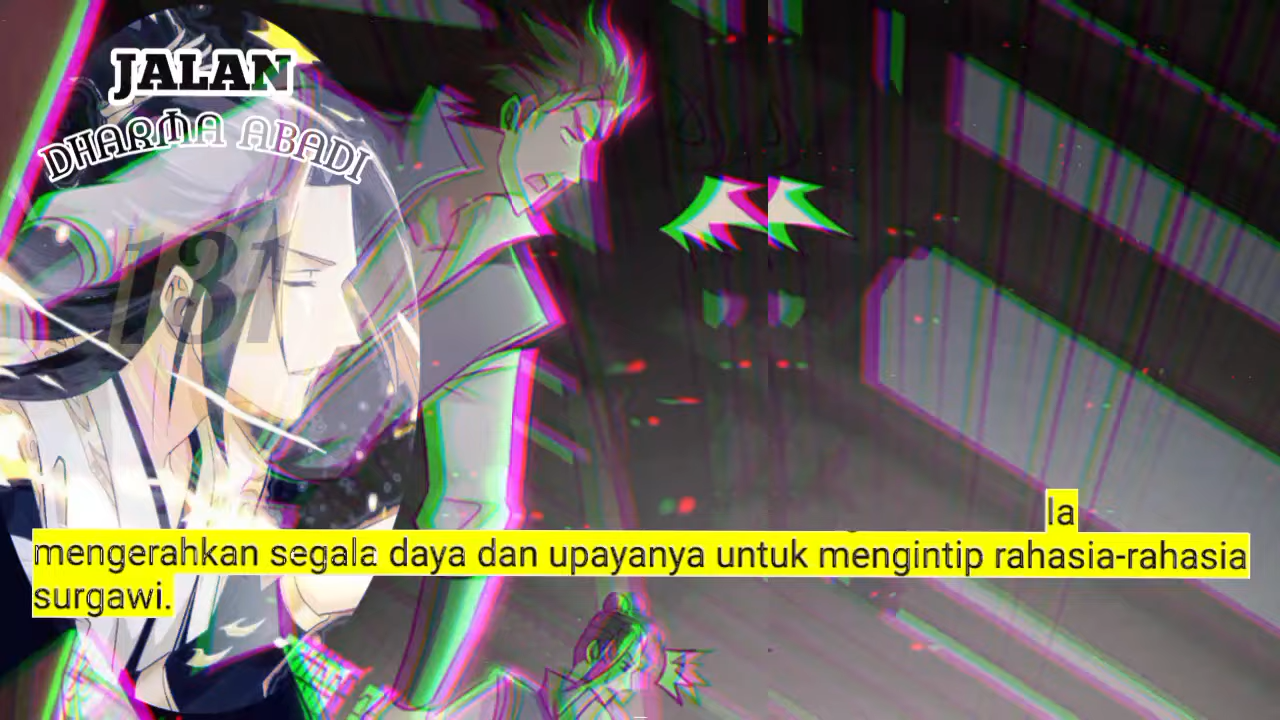 JALAN
DHARMA ABADI
131
Ia
mengerahkan segala daya dan upayanya untuk mengintip rahasia-rahasia
surgawi.